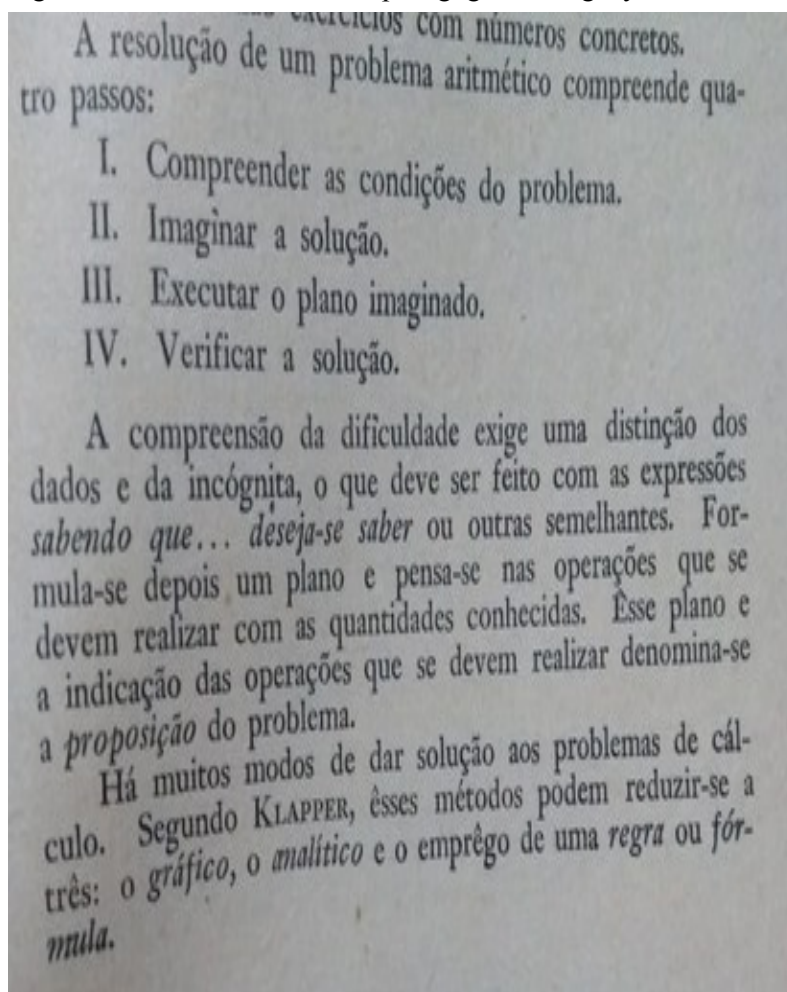 exercícios com números concretos.
A resolução de um problema aritmético compreende qua-
tro passos:
I. Compreender as condições do problema.
II. Imaginar a solução.
III. Executar o plano imaginado.
IV. Verificar a solução.
A compreensão da dificuldade exige uma distinção dos
dados e da incógnita, o que deve ser feito com as expressões
sabendo que... deseja-se saber ou outras semelhantes. For-
mula-se depois um plano e pensa-se nas operações que se
devem realizar com as quantidades conhecidas. Êsse plano e
a indicação das operações que se devem realizar denomina-se
a proposição do problema.
Há muitos modos de dar solução aos problemas de cál-
culo. Segundo KLAPPER, êsses métodos podem reduzir-se a
três: o gráfico, o analítico e o emprêgo de uma regra ou fór-
mula.